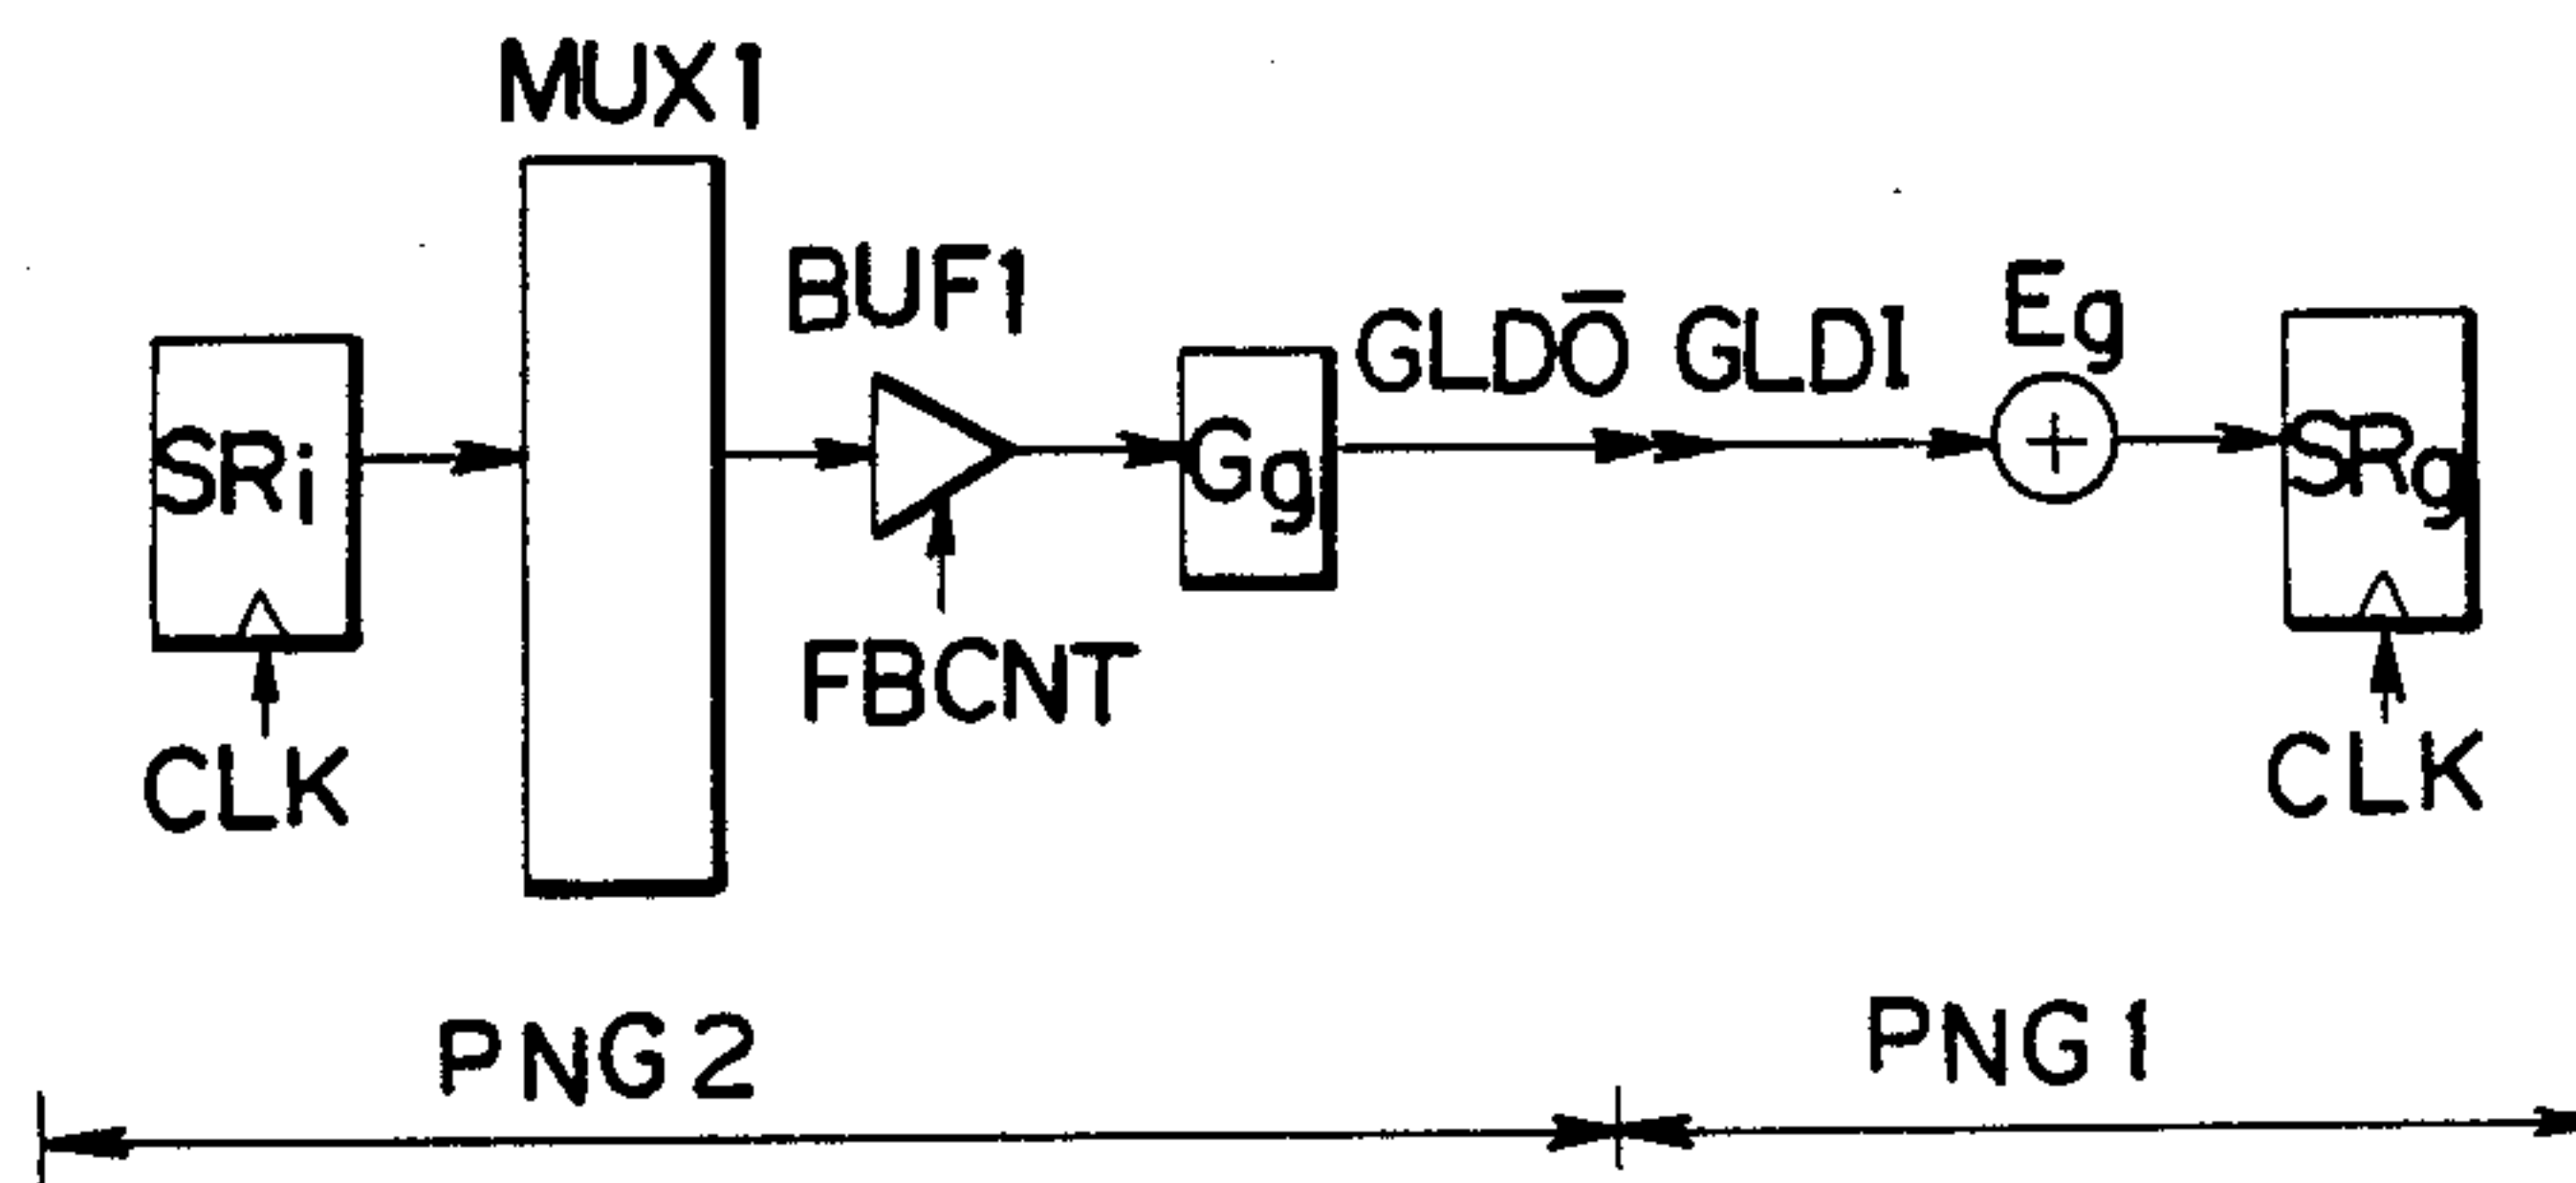 MUX1
BUF1
GLDŌ GLDI
Eg
SRi
Gg
SRg
+
FBCNT
CLK
CLK
PNG2
PNG1